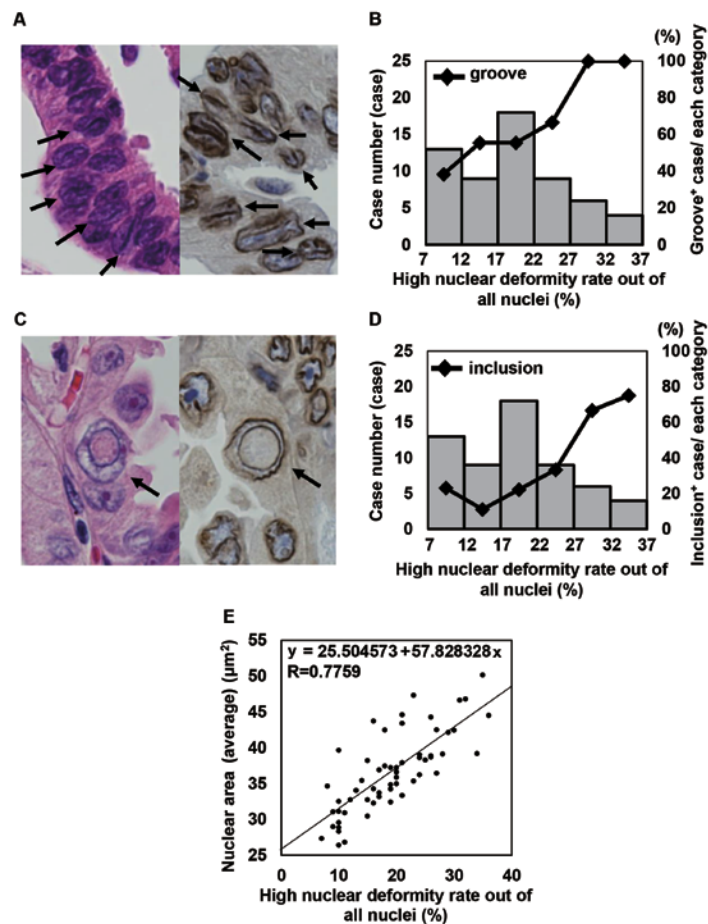 A
B
(%)
25
20
15
10
5
0
Case number (case)
groove
100
80
60
40
20
0
Groove+ case/ each category
7 12 17 22 27 32 37
High nuclear deformity rate out of
all nuclei (%)
C
D
(%)
25
20
15
10
5
0
Case number (case)
inclusion
100
80
60
40
20
0
Inclusion+ case/ each category
7 12 17 22 27 32 37
High nuclear deformity rate out of
all nuclei (%)
E
55
50
45
40
35
30
25
Nuclear area (average) (μm²)
y = 25.504573+57.828328x
R=0.7759
0 10 20 30 40
High nuclear deformity rate out of
all nuclei (%)